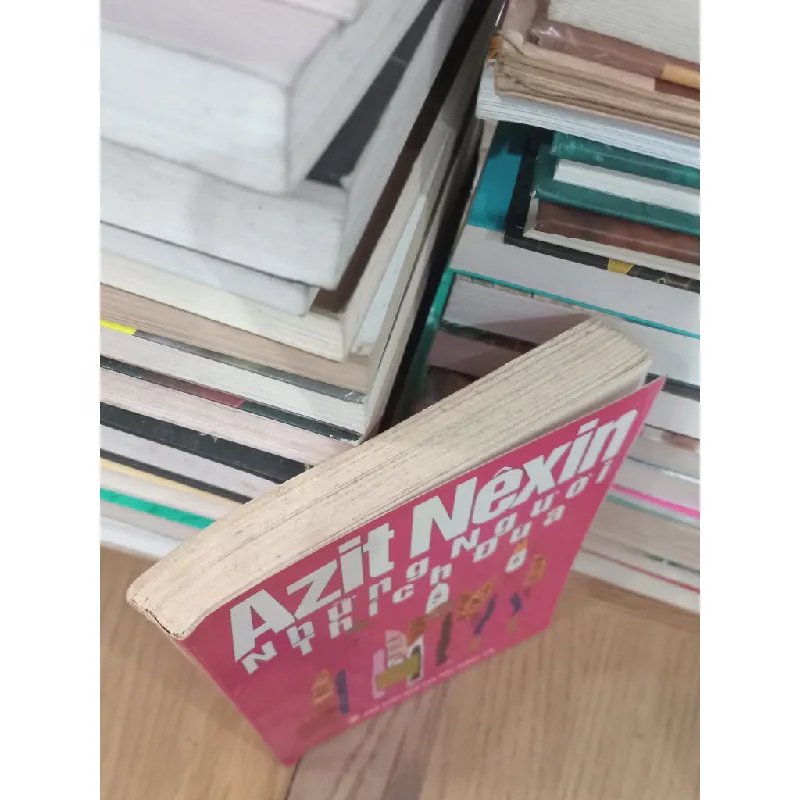 Azit Nêxin
Những Người
Thích Đùa